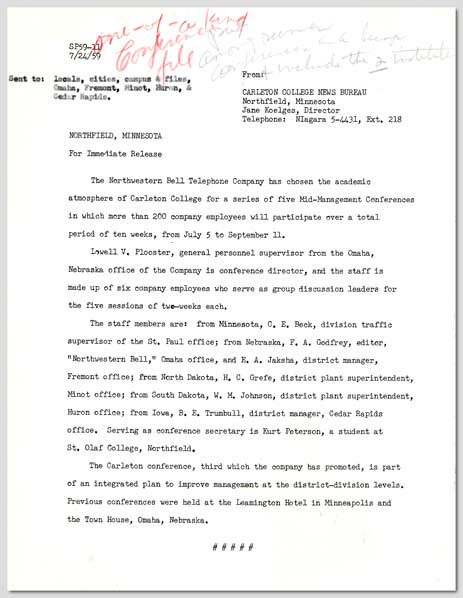 one-of-a-kind
Conference
file
among summer
conferences
include the 2 institutes
SP59-11
7/24/59
Sent to: locals, cities, campus & files,
Omaha, Fremont, Minot, Huron, &
Cedar Rapids.
From:
CARLETON COLLEGE NEWS BUREAU
Northfield, Minnesota
Jane Koelges, Director
Telephone: NIagara 5-4431, Ext. 218
NORTHFIELD, MINNESOTA
For Immediate Release
The Northwestern Bell Telephone Company has chosen the academic
atmosphere of Carleton College for a series of five Mid-Management Conferences
in which more than 200 company employees will participate over a total
period of ten weeks, from July 5 to September 11.
Lowell V. Plooster, general personnel supervisor from the Omaha,
Nebraska office of the Company is conference director, and the staff is
made up of six company employees who serve as group discussion leaders for
the five sessions of two-weeks each.
The staff members are: from Minnesota, C. E. Beck, division traffic
supervisor of the St. Paul office; from Nebraska, F. A. Godfrey, editor,
"Northwestern Bell," Omaha office, and E. A. Jaksha, district manager,
Fremont office; from North Dakota, H. C. Grefe, district plant superintendent,
Minot office; from South Dakota, W. M. Johnson, district plant superintendent,
Huron office; from Iowa, B. E. Trumbull, district manager, Cedar Rapids
office. Serving as conference secretary is Kurt Peterson, a student at
St. Olaf College, Northfield.
The Carleton conference, third which the company has promoted, is part
of an integrated plan to improve management at the district-division levels.
Previous conferences were held at the Leamington Hotel in Minneapolis and
the Town House, Omaha, Nebraska.
# # # # #